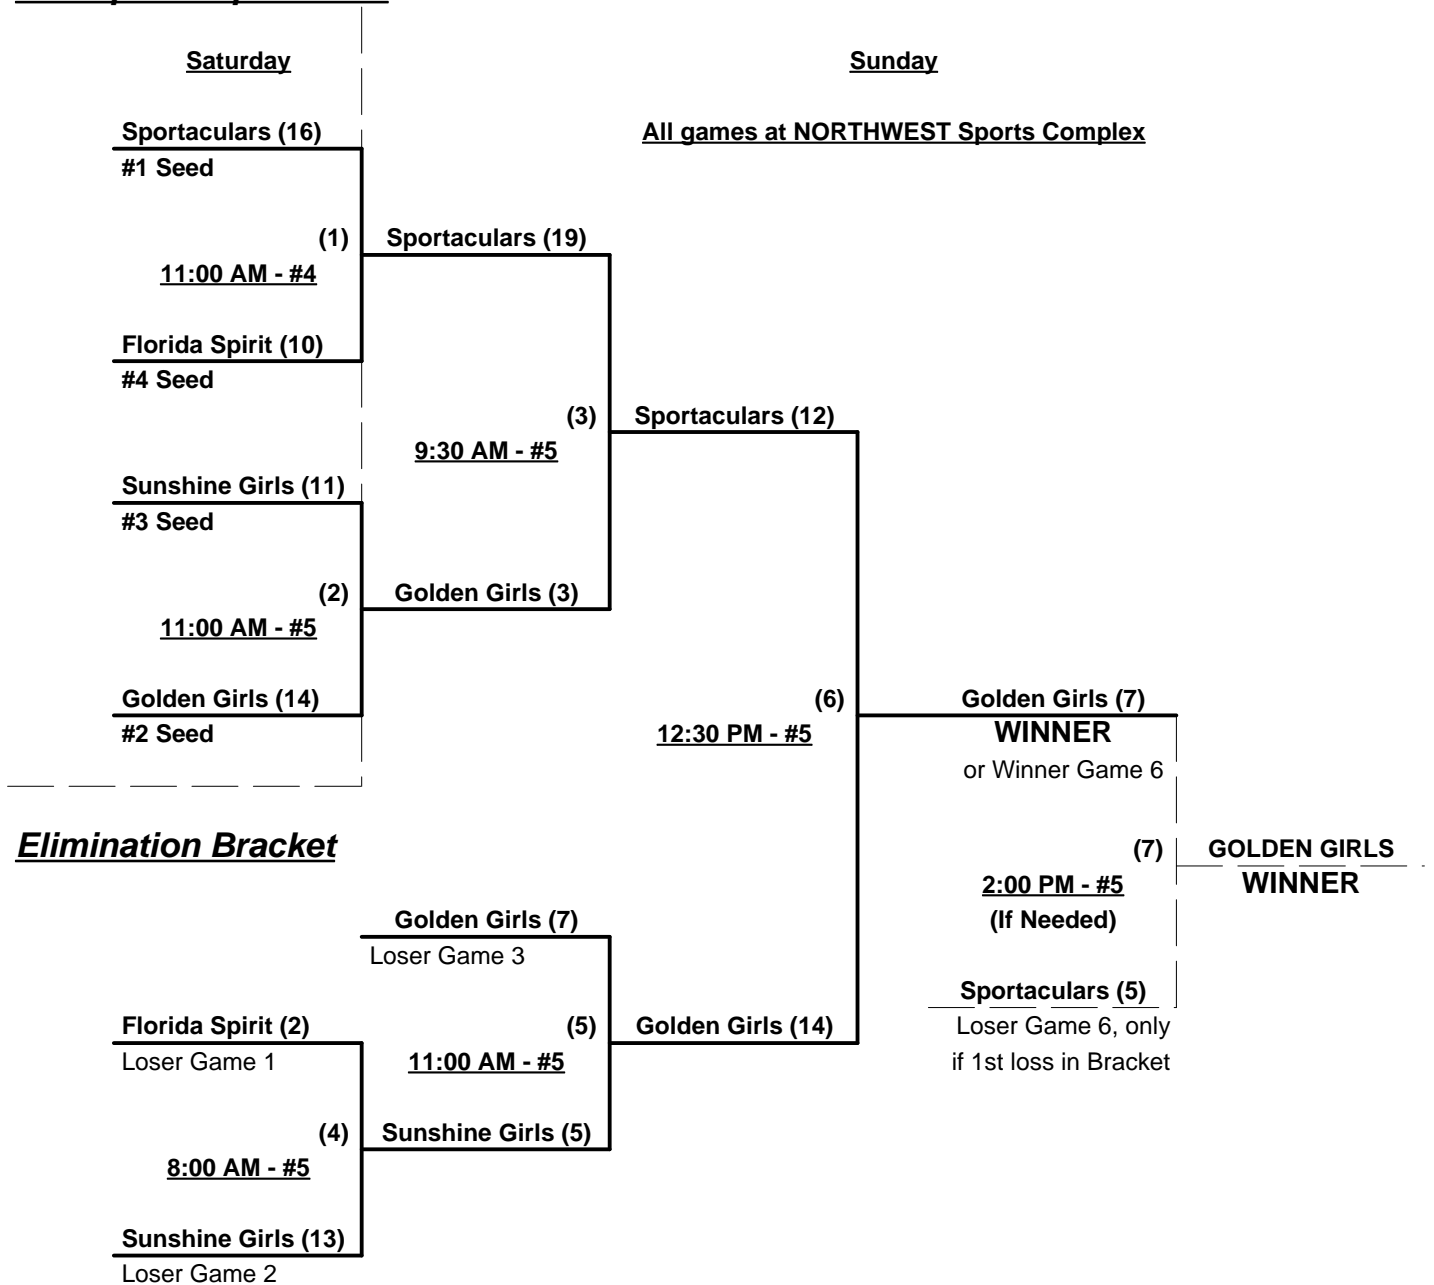 Saturday
Sunday
Sportaculars (16)
All games at NORTHWEST Sports Complex
#1 Seed
(1)
Sportaculars (19)
11:00 AM - #4
Florida Spirit (10)
#4 Seed
(3)
Sportaculars (12)
9:30 AM - #5
Sunshine Girls (11)
#3 Seed
(2)
Golden Girls (3)
11:00 AM - #5
Golden Girls (14)
#2 Seed
(6)
Golden Girls (7)
12:30 PM - #5
WINNER
or Winner Game 6
Elimination Bracket
(7)
GOLDEN GIRLS
2:00 PM - #5
WINNER
(If Needed)
Golden Girls (7)
Loser Game 3
Sportaculars (5)
Florida Spirit (2)
(5)
Golden Girls (14)
Loser Game 6, only
Loser Game 1
11:00 AM - #5
if 1st loss in Bracket
(4)
Sunshine Girls (5)
8:00 AM - #5
Sunshine Girls (13)
Loser Game 2